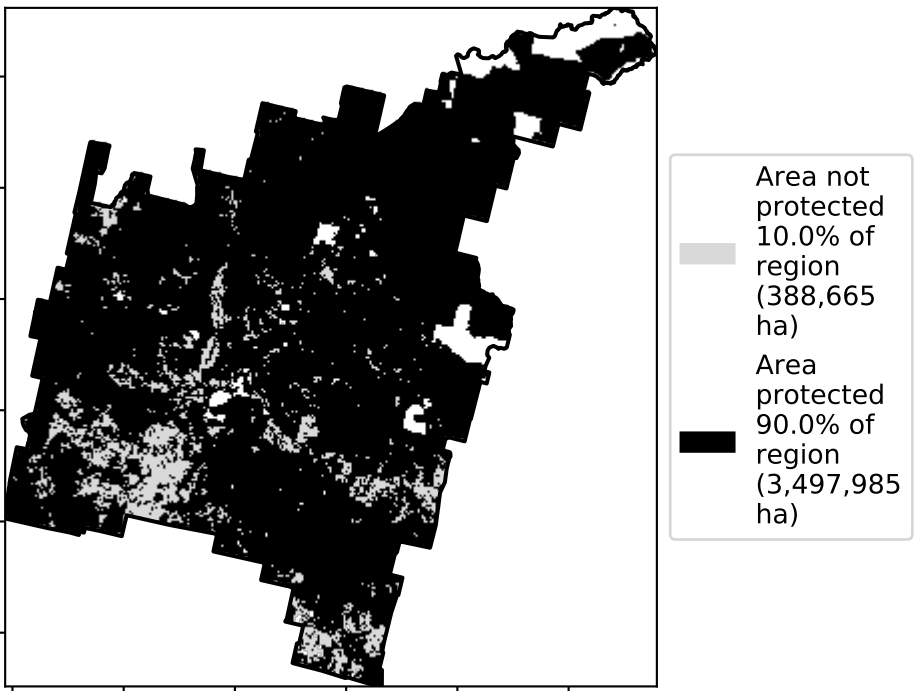 Area not
protected
10.0% of
region
(388,665
ha)
Area
protected
90.0% of
region
(3,497,985
ha)